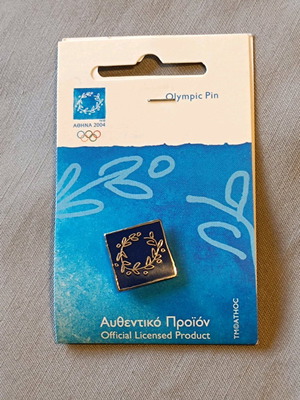 Olympic Pin
ΑΘΗΝΑ 2004
Αυθεντικό Προϊόν
Official Licensed Product
TM©ATHOC